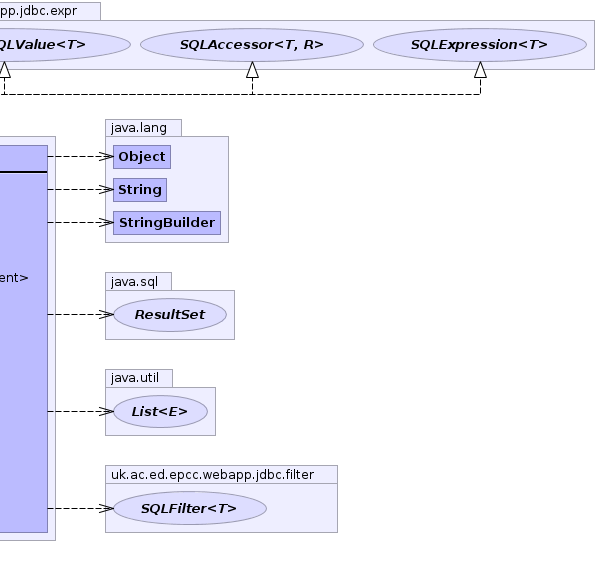 pp.jdbc.expr
QLValue<T>
SQLAccessor<T, R>
SQLExpression<T>
java.lang
Object
String
StringBuilder
ent>
java.sql
ResultSet
java.util
List<E>
uk.ac.ed.epcc.webapp.jdbc.filter
SQLFilter<T>